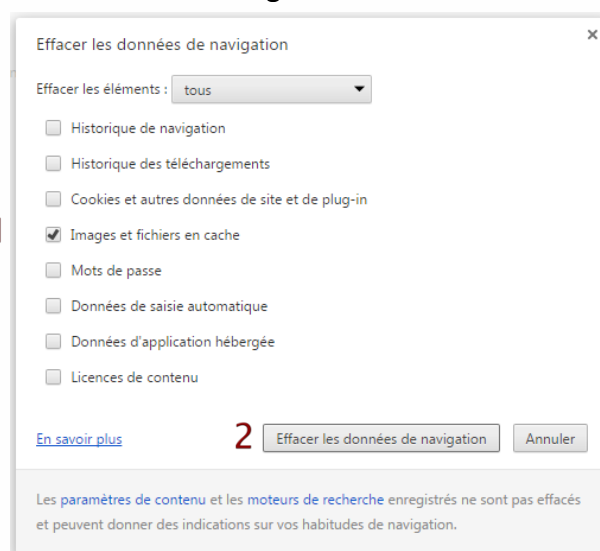 Effacer les données de navigation
×
Effacer les éléments : tous
Historique de navigation
Historique des téléchargements
Cookies et autres données de site et de plug-in
Images et fichiers en cache
Mots de passe
Données de saisie automatique
Données d'application hébergée
Licences de contenu
En savoir plus 2 Effacer les données de navigation Annuler
Les paramètres de contenu et les moteurs de recherche enregistrés ne sont pas effacés
et peuvent donner des indications sur vos habitudes de navigation.